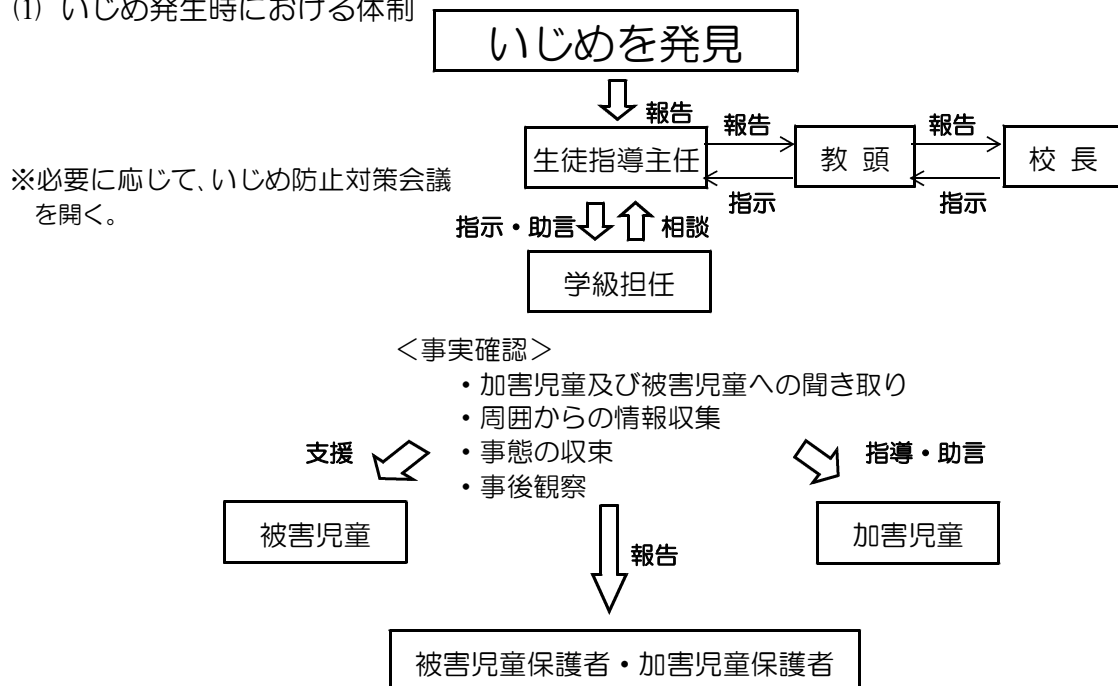 (1) いじめ発生時における体制
いじめを発見
報告
報告
報告
生徒指導主任
教 頭
校 長
指示
指示
※必要に応じて、いじめ防止対策会議
を開く。
指示・助言
相談
学級担任
<事実確認>
・加害児童及び被害児童への聞き取り
・周囲からの情報収集
・事態の収束
・事後観察
支援
指導・助言
被害児童
加害児童
報告
被害児童保護者・加害児童保護者